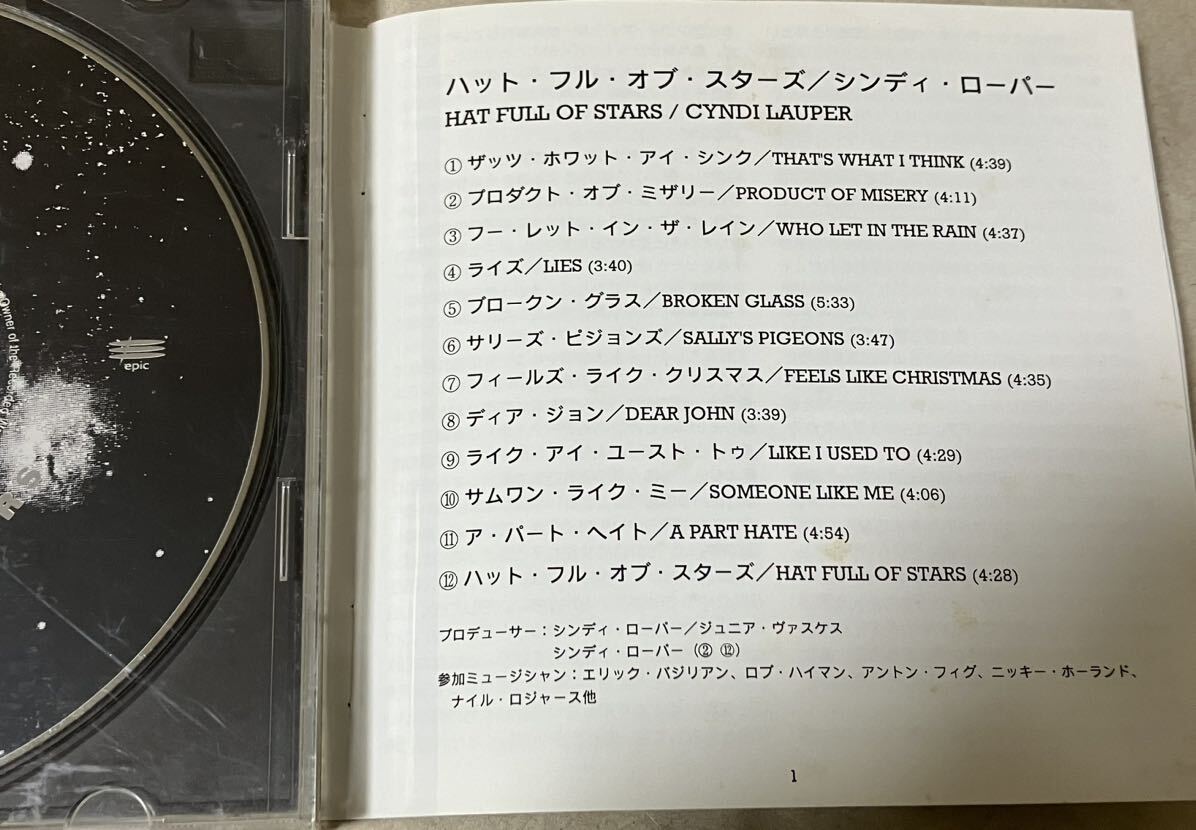 Owner of the Recorded
epic
RS
ハット・フル・オブ・スターズ／シンディ・ローパー
HAT FULL OF STARS / CYNDI LAUPER
① ザッツ・ホワット・アイ・シンク／THAT'S WHAT I THINK (4:39)
② プロダクト・オブ・ミザリー／PRODUCT OF MISERY (4:11)
③ フー・レット・イン・ザ・レイン／WHO LET IN THE RAIN (4:37)
④ ライズ／LIES (3:40)
⑤ ブロークン・グラス／BROKEN GLASS (5:33)
⑥ サリーズ・ピジョンズ／SALLY'S PIGEONS (3:47)
⑦ フィールズ・ライク・クリスマス／FEELS LIKE CHRISTMAS (4:35)
⑧ ディア・ジョン／DEAR JOHN (3:39)
⑨ ライク・アイ・ユースト・トゥ／LIKE I USED TO (4:29)
⑩ サムワン・ライク・ミー／SOMEONE LIKE ME (4:06)
⑪ ア・パート・ヘイト／A PART HATE (4:54)
⑫ ハット・フル・オブ・スターズ／HAT FULL OF STARS (4:28)
プロデューサー：シンディ・ローパー／ジュニア・ヴァスケス
シンディ・ローパー (② ⑫)
参加ミュージシャン：エリック・バジリアン、ロブ・ハイマン、アントン・フィグ、ニッキー・ホーランド、
ナイル・ロジャース他
1